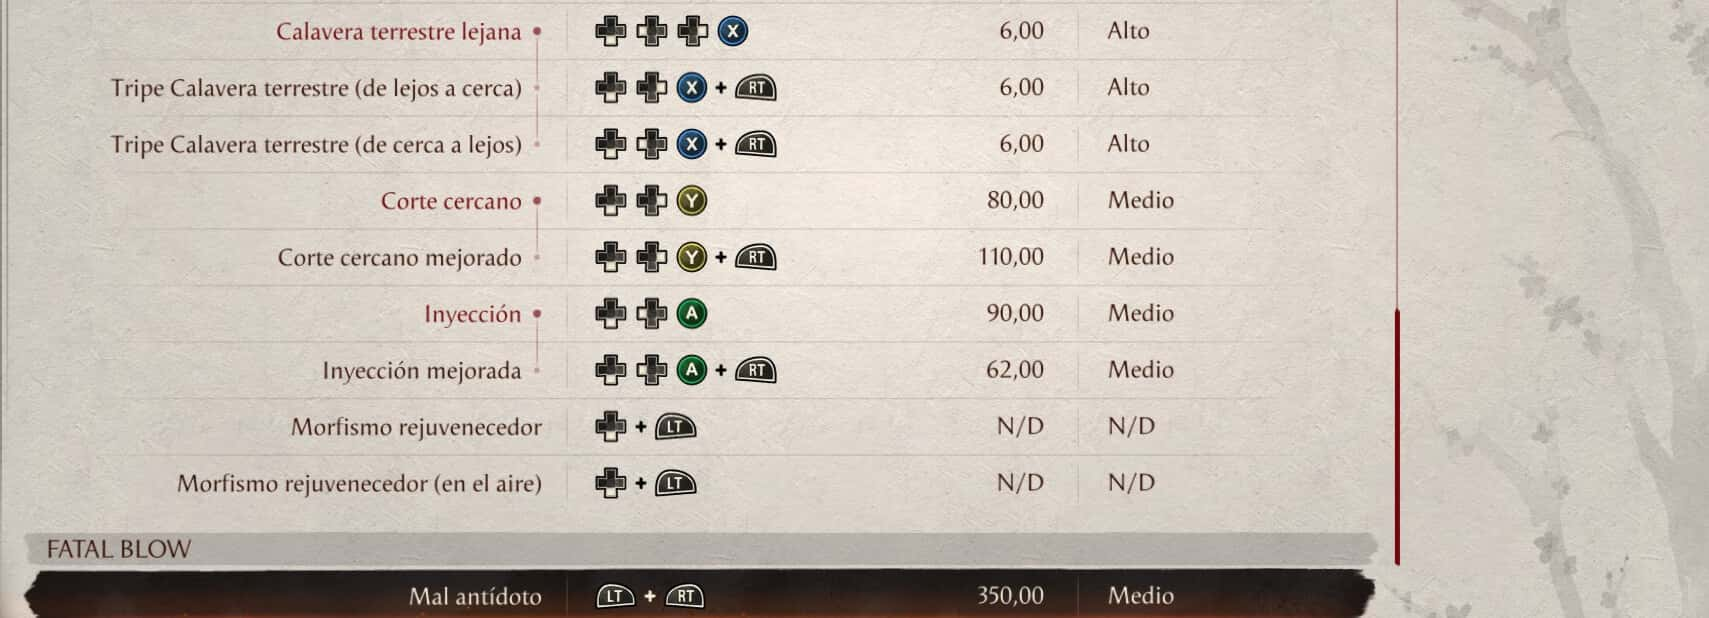 Calavera terrestre lejana X 6,00 Alto
Tripe Calavera terrestre (de lejos a cerca) X + RT 6,00 Alto
Tripe Calavera terrestre (de cerca a lejos) X + RT 6,00 Alto
Corte cercano Y 80,00 Medio
Corte cercano mejorado Y + RT 110,00 Medio
Inyección A 90,00 Medio
Inyección mejorada A + RT 62,00 Medio
Morfismo rejuvenecedor + LT N/D N/D
Morfismo rejuvenecedor (en el aire) + LT N/D N/D
FATAL BLOW
Mal antídoto LT + RT 350,00 Medio